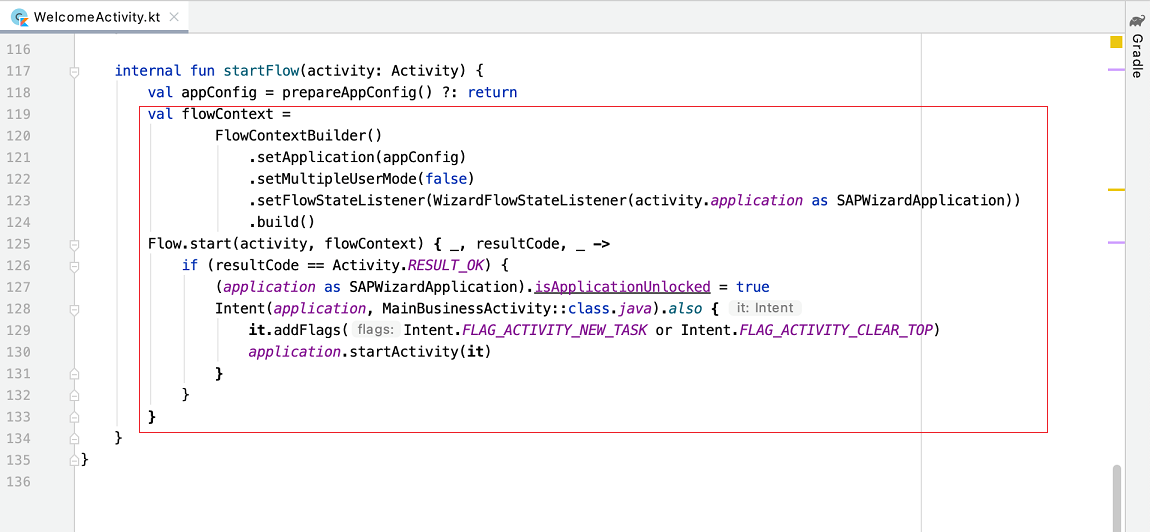 WelcomeActivity.kt
Gradle
116
117 internal fun startFlow(activity: Activity) {
118 val appConfig = prepareAppConfig() ?: return
119 val flowContext =
120 FlowContextBuilder()
121 .setApplication(appConfig)
122 .setMultipleUserMode(false)
123 .setFlowStateListener(WizardFlowStateListener(activity.application as SAPWizardApplication))
124 .build()
125 Flow.start(activity, flowContext) { _, resultCode, _ ->
126 if (resultCode == Activity.RESULT_OK) {
127 (application as SAPWizardApplication).isApplicationUnlocked = true
128 Intent(application, MainBusinessActivity::class.java).also { it: Intent
129 it.addFlags( flags: Intent.FLAG_ACTIVITY_NEW_TASK or Intent.FLAG_ACTIVITY_CLEAR_TOP)
130 application.startActivity(it)
131 }
132 }
133 }
134 }
135 }
136